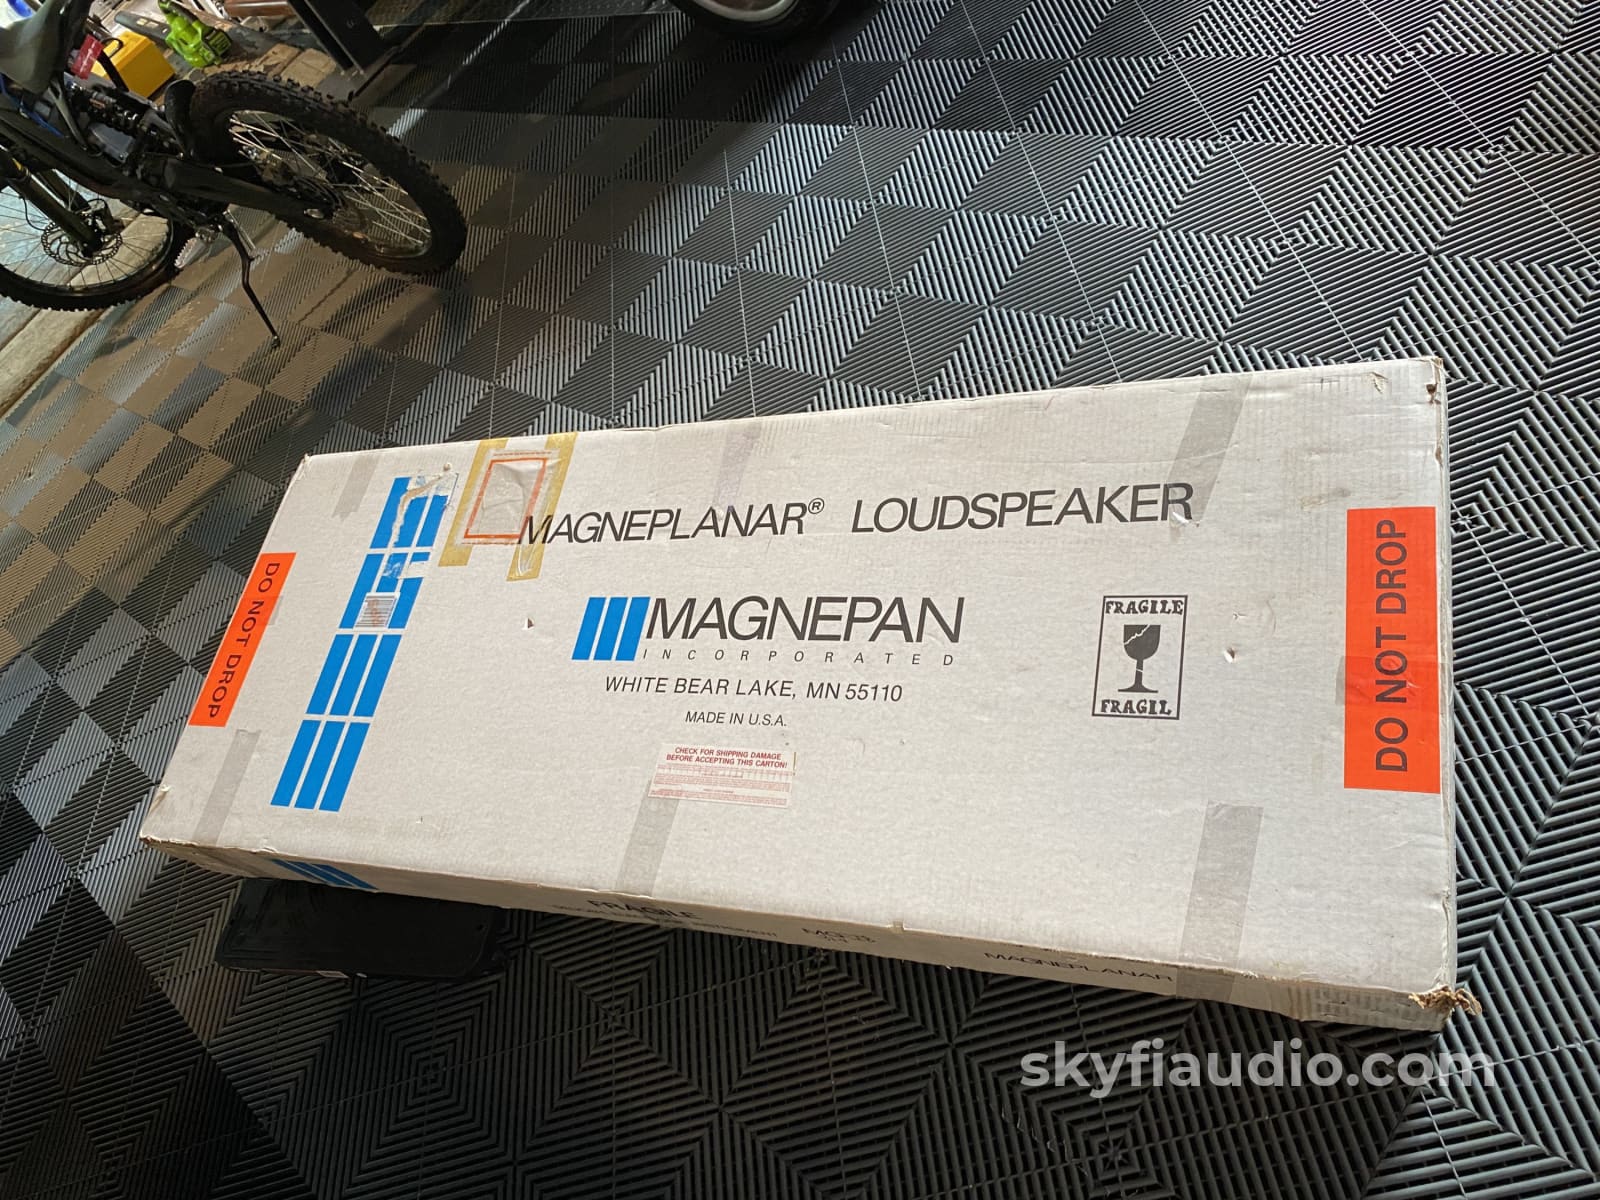 MAGNEPLANAR® LOUDSPEAKER
MAGNEPAN
INCORPORATED
WHITE BEAR LAKE, MN 55110
MADE IN U.S.A.
CHECK FOR SHIPPING DAMAGE
BEFORE ACCEPTING THIS CARTON!
FRAGILE
FRAGIL
DO NOT DROP
DO NOT DROP
FRAGILE
MAGNEPLANAR
skyfiaudio.com